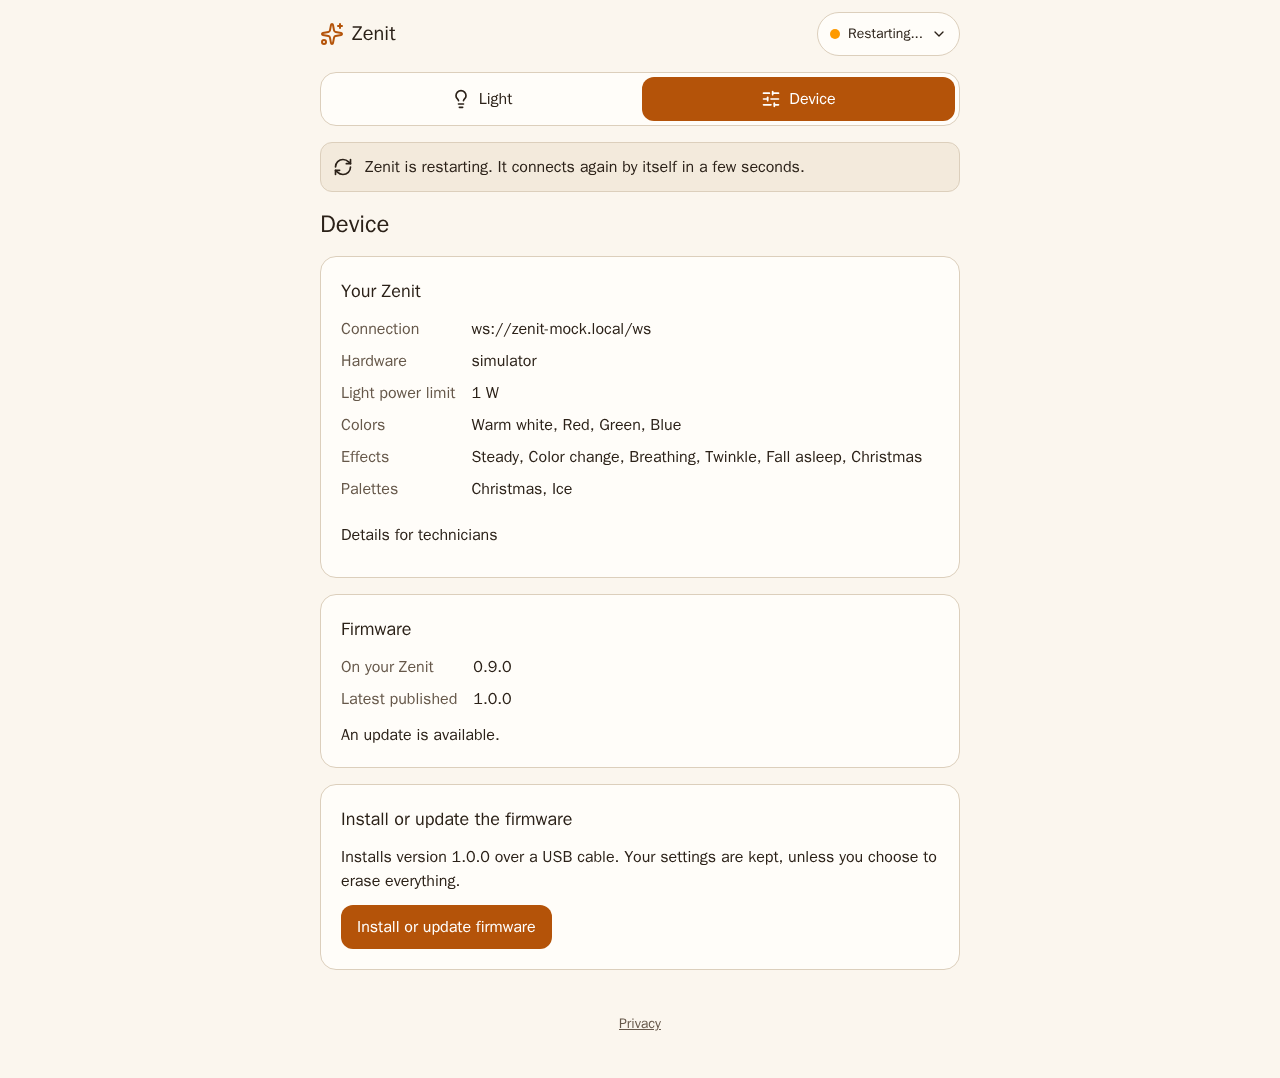 Zenit
Restarting...
Light
Device
Zenit is restarting. It connects again by itself in a few seconds.
Device
Your Zenit
Connection ws://zenit-mock.local/ws
Hardware simulator
Light power limit 1 W
Colors Warm white, Red, Green, Blue
Effects Steady, Color change, Breathing, Twinkle, Fall asleep, Christmas
Palettes Christmas, Ice
Details for technicians
Firmware
On your Zenit 0.9.0
Latest published 1.0.0
An update is available.
Install or update the firmware
Installs version 1.0.0 over a USB cable. Your settings are kept, unless you choose to
erase everything.
Install or update firmware
Privacy